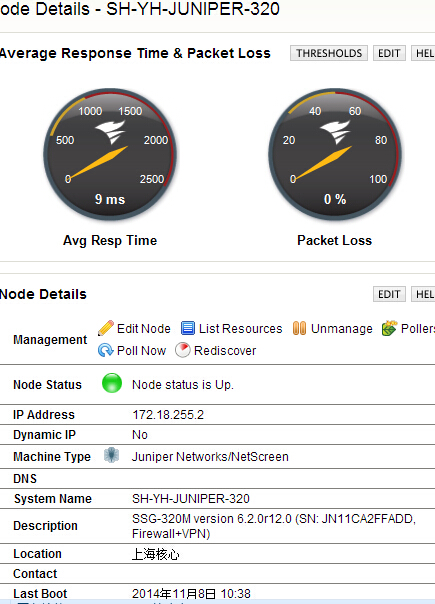 ode Details - SH-YH-JUNIPER-320
Average Response Time & Packet Loss THRESHOLDS EDIT HEL
0 500 1000 1500 2000 2500
9 ms
0 20 40 60 80 100
0 %
Avg Resp Time Packet Loss
Node Details EDIT HEL
Management Edit Node List Resources Unmanage Pollers
Poll Now Rediscover
Node Status Node status is Up.
IP Address 172.18.255.2
Dynamic IP No
Machine Type Juniper Networks/NetScreen
DNS
System Name SH-YH-JUNIPER-320
Description SSG-320M version 6.2.0r12.0 (SN: JN11CA2FFADD,
Firewall+VPN)
Location 上海核心
Contact
Last Boot 2014年11月8日 10:38